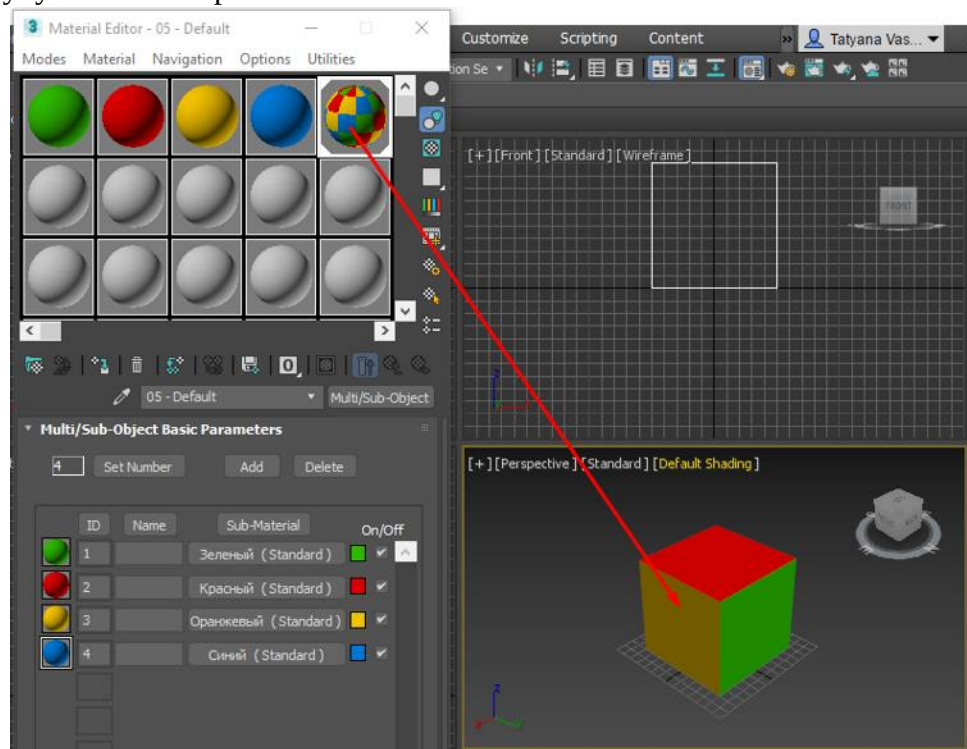 Material Editor - 05 - Default
Modes Material Navigation Options Utilities
Customize Scripting Content » Tatyana Vas...
ion Se
[+][Front][Standard][Wireframe]
FRONT
05 - Default Multi/Sub-Object
Multi/Sub-Object Basic Parameters
4 Set Number Add Delete
[+][Perspective][Standard][Default Shading]
ID Name Sub-Material On/Off
1 Зеленый (Standard)
2 Красный (Standard)
3 Оранжевый (Standard)
4 Синий (Standard)
z
x
z
x y